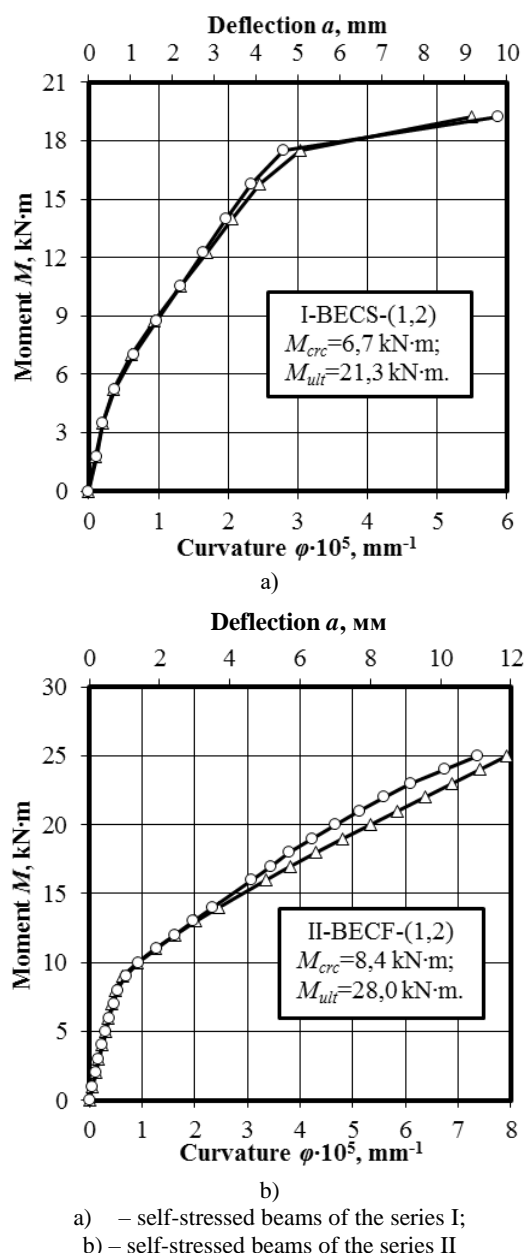 Deflection a, mm
0 1 2 3 4 5 6 7 8 9 10
21
18
15
12
9
6
3
0
Moment M, kN·m
I-BECS-(1,2)
Mcrc=6,7 kN·m;
Mult=21,3 kN·m.
0 1 2 3 4 5 6
Curvature φ·10⁵, mm⁻¹
a)
Deflection a, мм
0 2 4 6 8 10 12
30
25
20
15
10
5
0
Moment M, kN·m
II-BECF-(1,2)
Mcrc=8,4 kN·m;
Mult=28,0 kN·m.
0 1 2 3 4 5 6 7 8
Curvature φ·10⁵, mm⁻¹
b)
a) – self-stressed beams of the series I;
b) – self-stressed beams of the series II